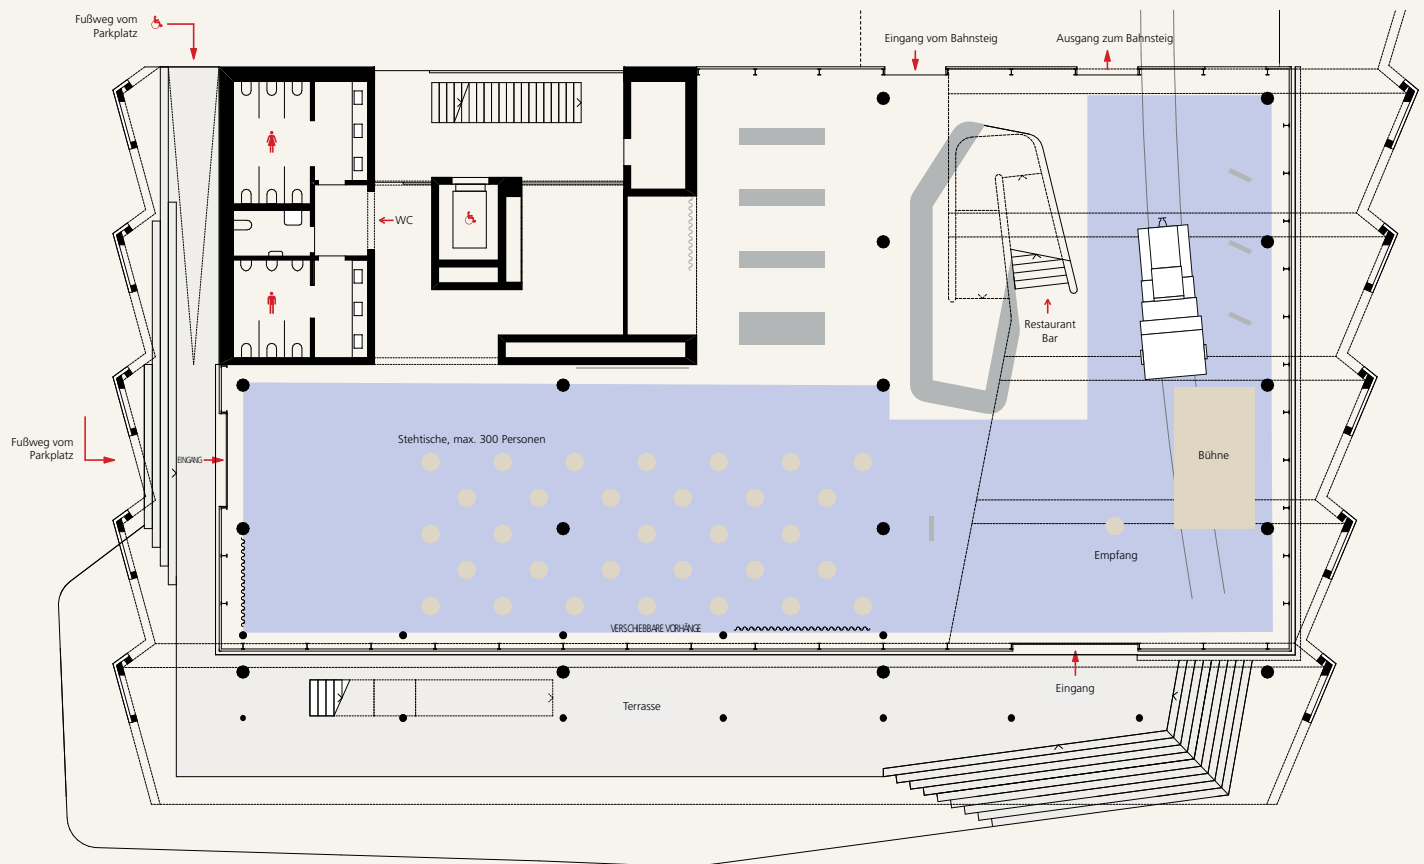 Fußweg vom
Parkplatz
Eingang vom Bahnsteig
Ausgang zum Bahnsteig
WC
Restaurant
Bar
Stehtische, max. 300 Personen
Fußweg vom
Parkplatz
EINGANG
Bühne
Empfang
VERSCHIEBBARE VORHÄNGE
Eingang
Terrasse